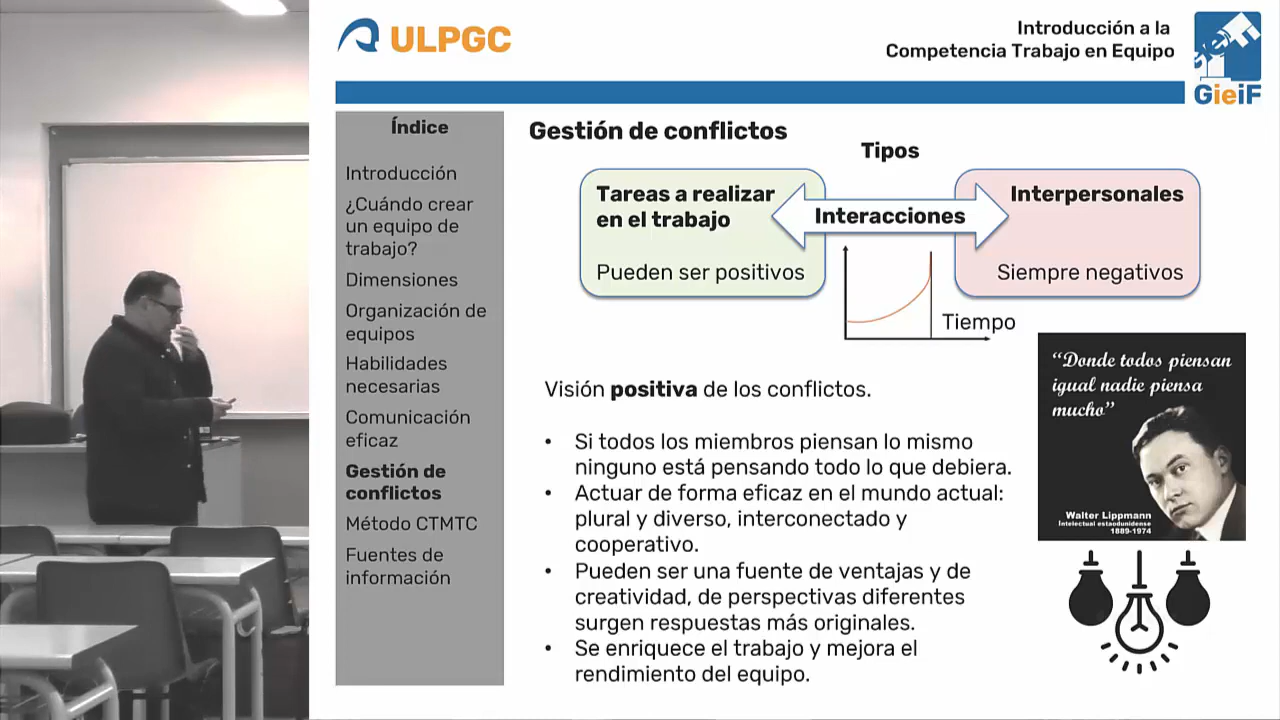 ULPGC
Introducción a la
Competencia Trabajo en Equipo
GieiF
Índice
Introducción
¿Cuándo crear
un equipo de
trabajo?
Dimensiones
Organización de
equipos
Habilidades
necesarias
Comunicación
eficaz
Gestión de
conflictos
Método CTMTC
Fuentes de
información
Gestión de conflictos
Tipos
Tareas a realizar
en el trabajo
Pueden ser positivos
Interacciones
Interpersonales
Siempre negativos
Tiempo
Visión positiva de los conflictos.
• Si todos los miembros piensan lo mismo
ninguno está pensando todo lo que debiera.
• Actuar de forma eficaz en el mundo actual:
plural y diverso, interconectado y
cooperativo.
• Pueden ser una fuente de ventajas y de
creatividad, de perspectivas diferentes
surgen respuestas más originales.
• Se enriquece el trabajo y mejora el
rendimiento del equipo.
“Donde todos piensan
igual nadie piensa
mucho”
Walter Lippmann
Intelectual estaodunidense
1889-1974